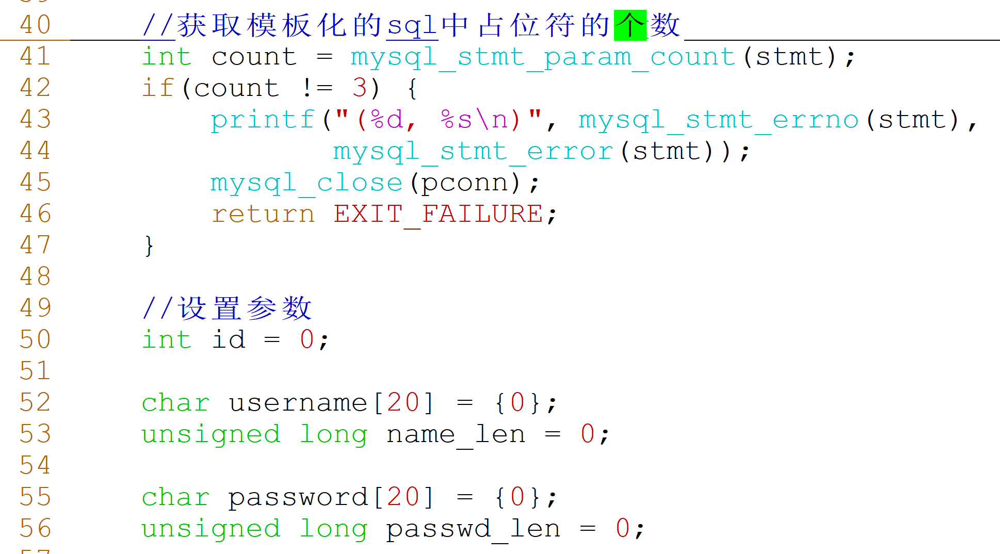 40 //获取模板化的sql中占位符的个数
41 int count = mysql_stmt_param_count(stmt);
42 if(count != 3) {
43 printf("(%d, %s\n)", mysql_stmt_errno(stmt),
44 mysql_stmt_error(stmt));
45 mysql_close(pconn);
46 return EXIT_FAILURE;
47 }
48
49 //设置参数
50 int id = 0;
51
52 char username[20] = {0};
53 unsigned long name_len = 0;
54
55 char password[20] = {0};
56 unsigned long passwd_len = 0;